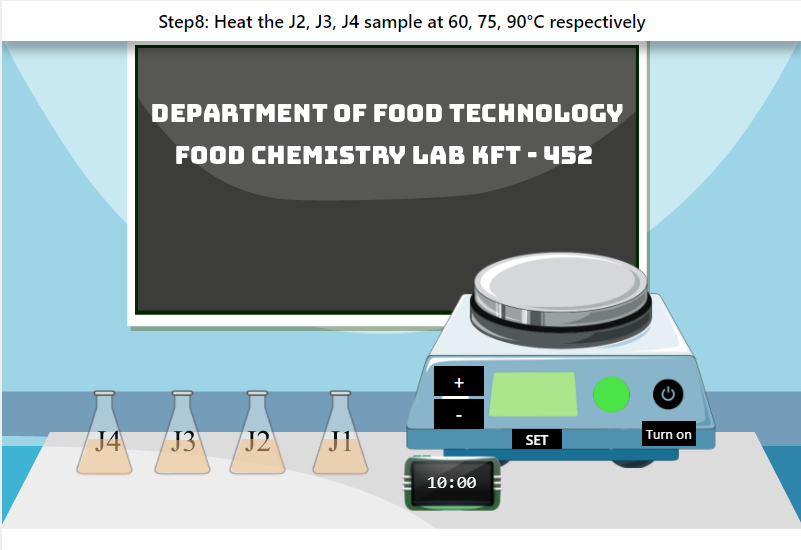 Step8: Heat the J2, J3, J4 sample at 60, 75, 90°C respectively
DEPARTMENT OF FOOD TECHNOLOGY
FOOD CHEMISTRY LAB KFT - 452
+
-
SET
Turn on
J4 J3 J2 J1
10:00